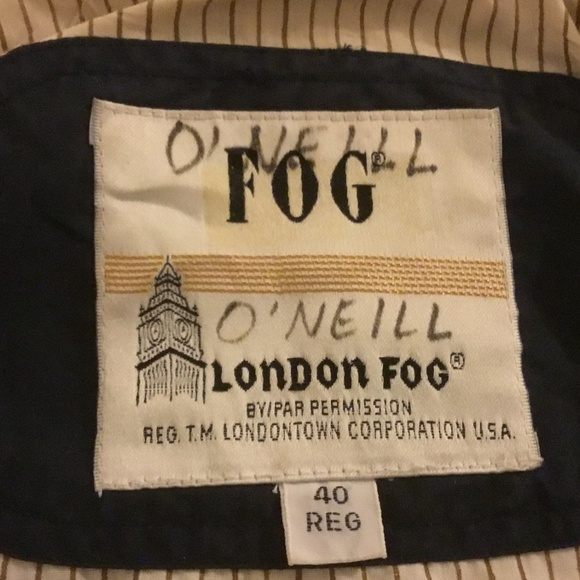 O'NEILL
FOG®
O'NEILL
LONDON FOG®
BY/PAR PERMISSION
REG. T.M. LONDONTOWN CORPORATION U.S.A.
40
REG